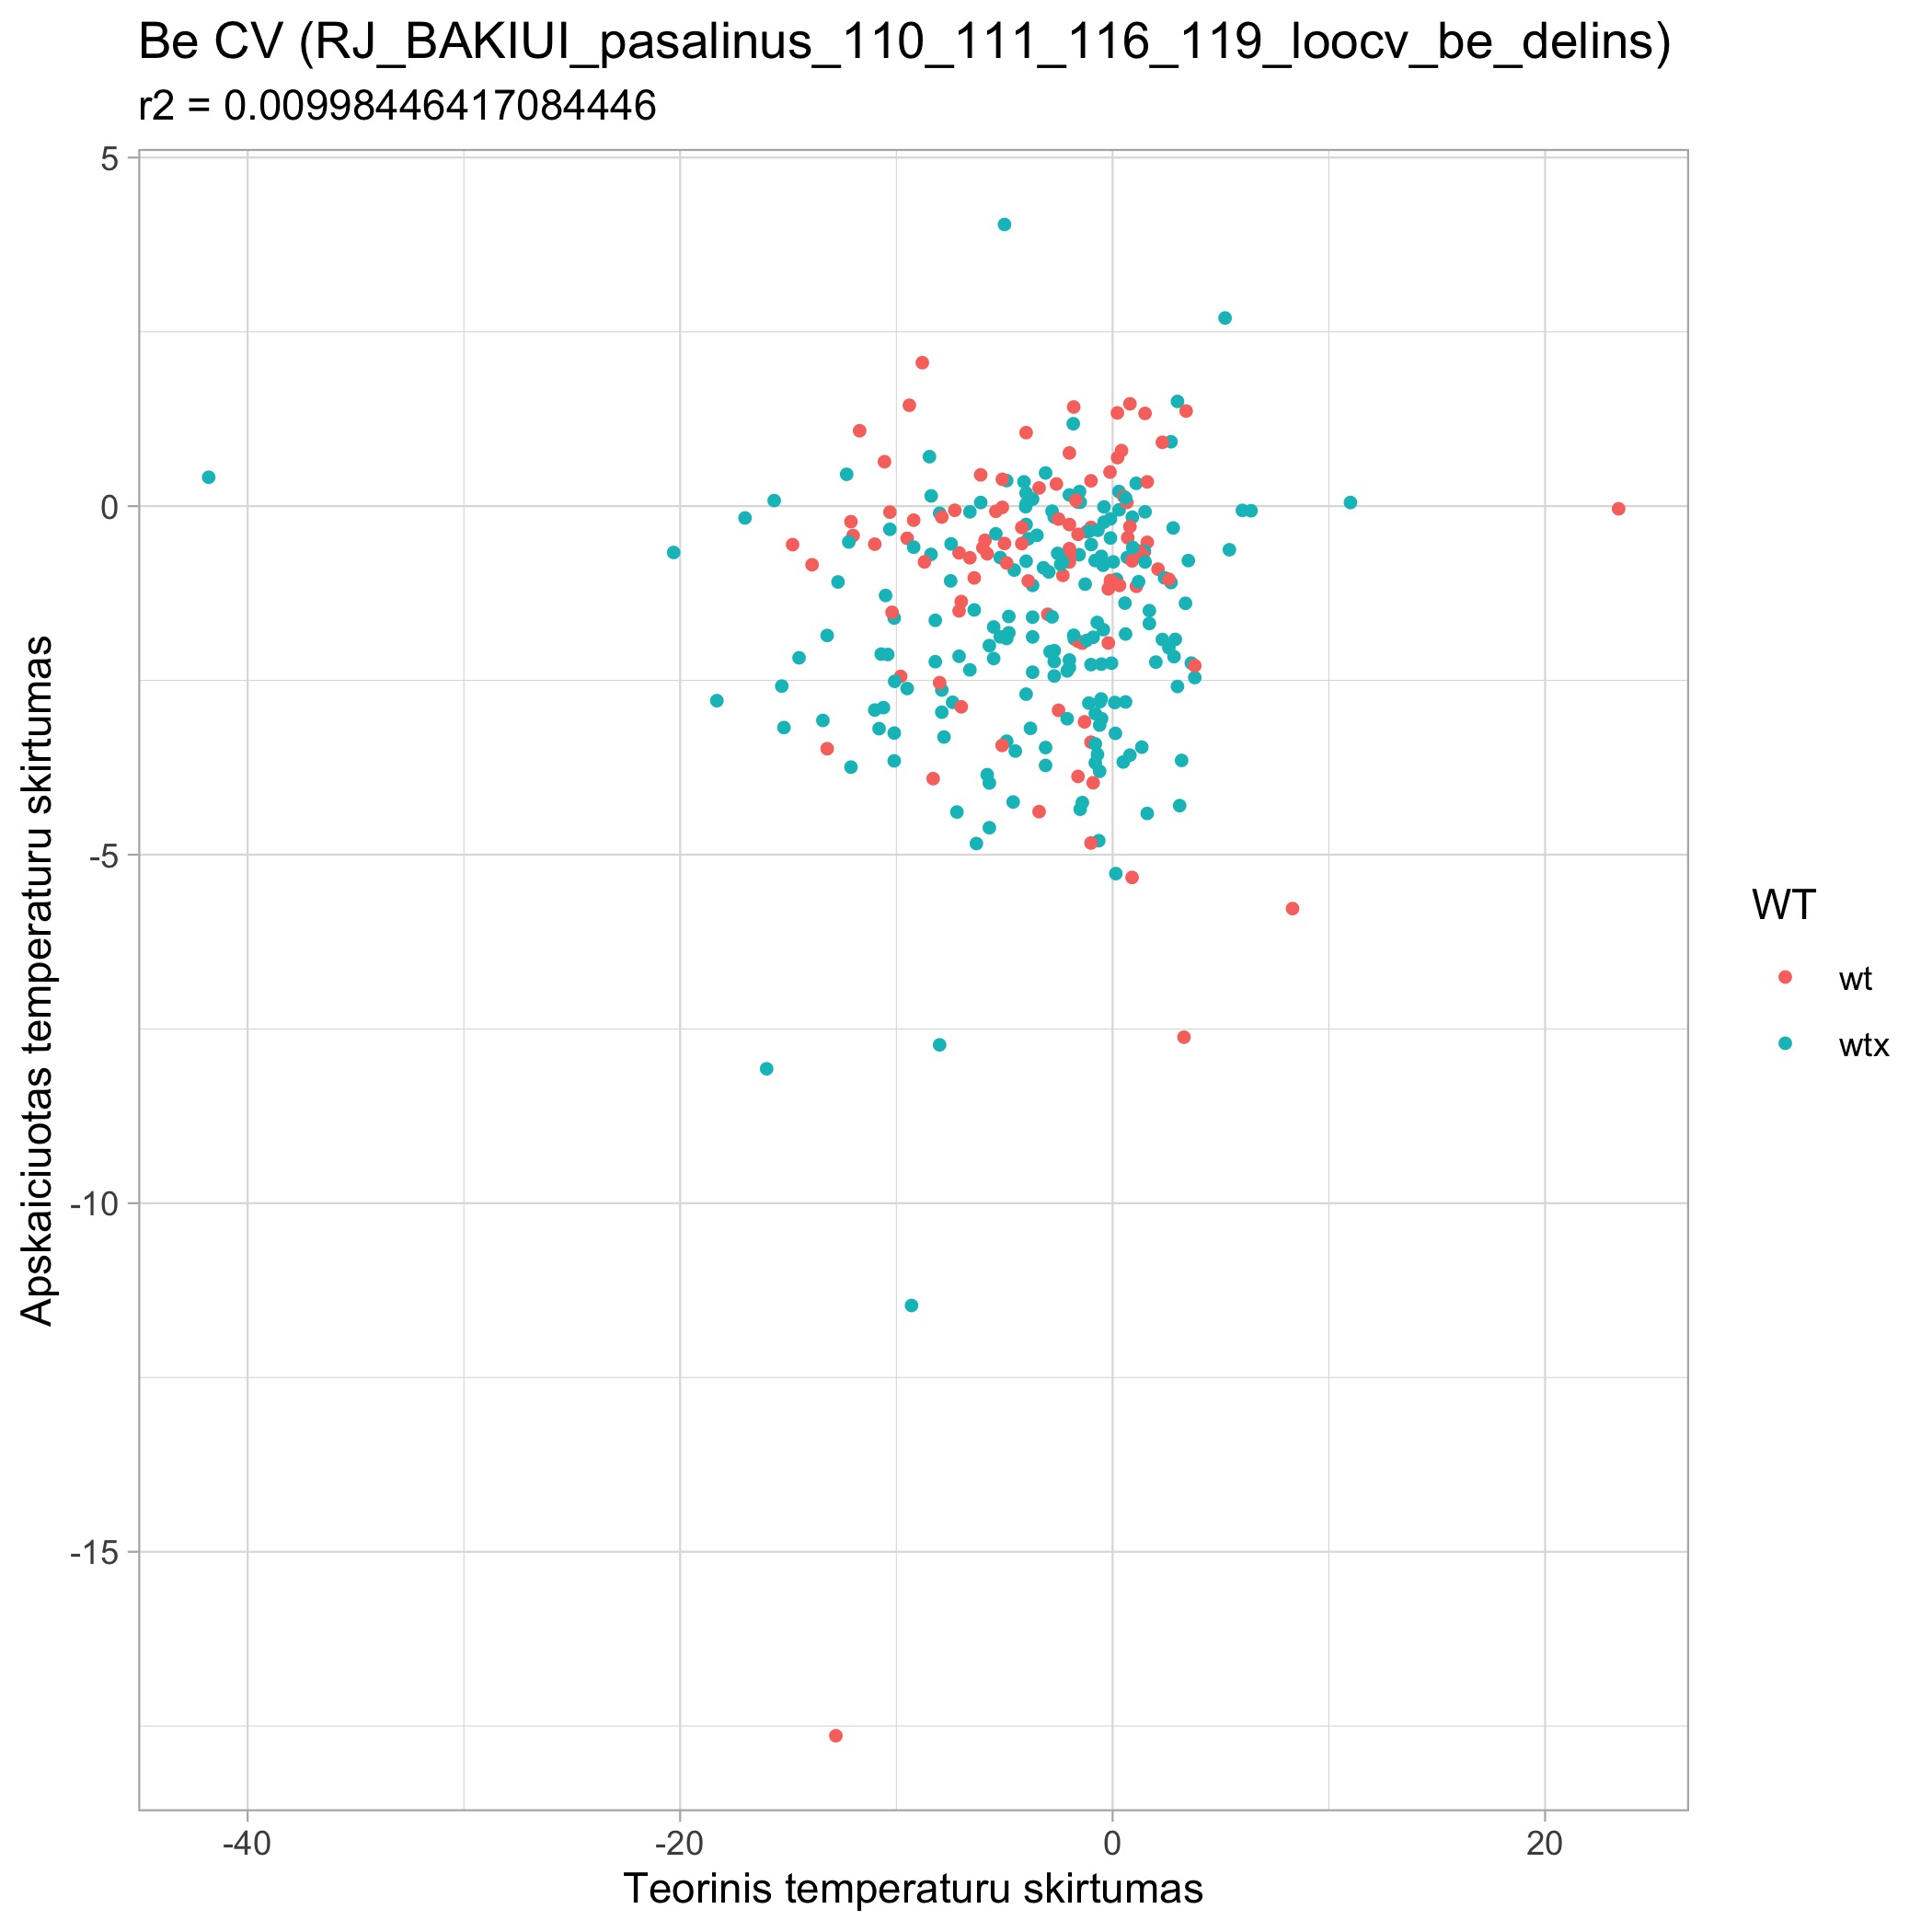 Be CV (RJ_BAKIUI_pasalinus_110_111_116_119_loocv_be_delins)
r2 = 0.00998446417084446
5
0
-5
-10
-15
Apskaiciuotas temperaturu skirtumas
-40
-20
0
20
Teorinis temperaturu skirtumas
WT
wt
wtx